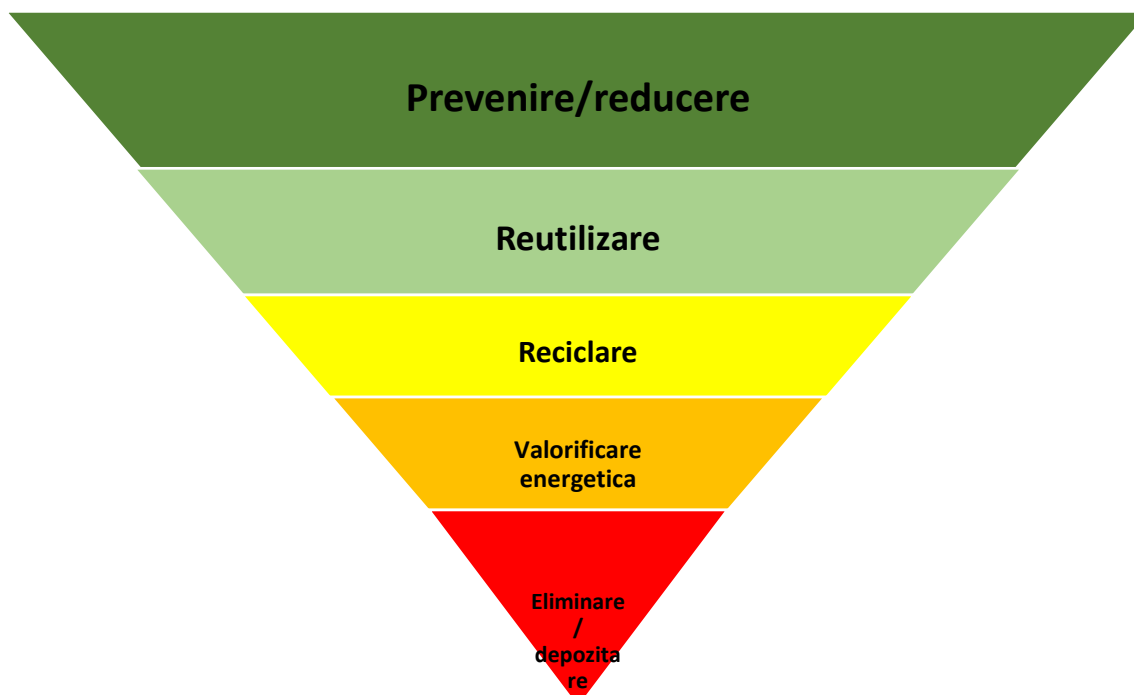 Prevenire/reducere
Reutilizare
Reciclare
Valorificare
energetica
Eliminare
/
depozita
re